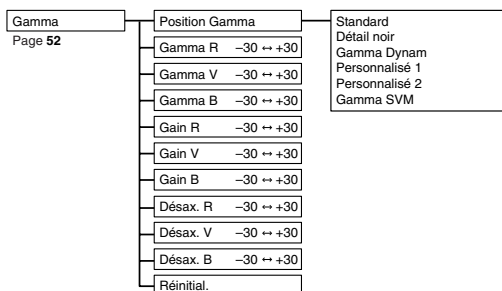 Gamma
Page 52
Position Gamma
Gamma R –30 ↔ +30
Gamma V –30 ↔ +30
Gamma B –30 ↔ +30
Gain R –30 ↔ +30
Gain V –30 ↔ +30
Gain B –30 ↔ +30
Désax. R –30 ↔ +30
Désax. V –30 ↔ +30
Désax. B –30 ↔ +30
Réinitial.
Standard
Détail noir
Gamma Dynam
Personnalisé 1
Personnalisé 2
Gamma SVM